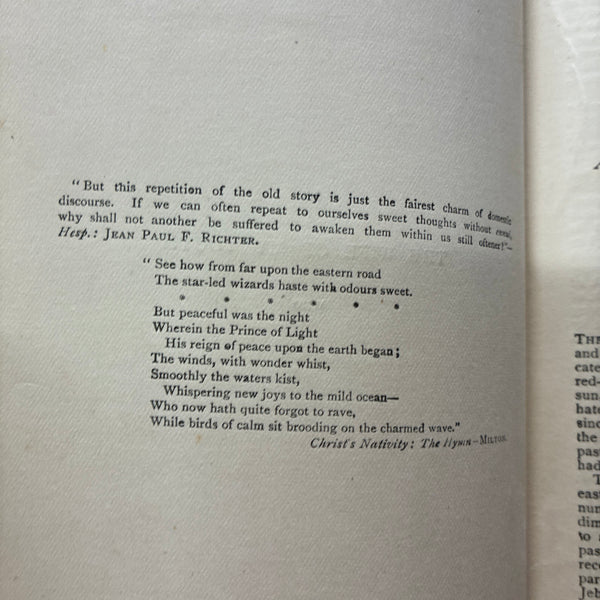 "But this repetition of the old story is just the fairest charm of domestic
discourse. If we can often repeat to ourselves sweet thoughts without ennui,
why shall not another be suffered to awaken them within us still oftener?"—
Hesp.: JEAN PAUL F. RICHTER.
"See how from far upon the eastern road
The star-led wizards haste with odours sweet.
* * * * * *
But peaceful was the night
Wherein the Prince of Light
His reign of peace upon the earth began;
The winds, with wonder whist,
Smoothly the waters kist,
Whispering new joys to the mild ocean—
Who now hath quite forgot to rave,
While birds of calm sit brooding on the charmed wave."
Christ's Nativity: The Hymn—MILTON.
THE
and
cate
red-
sun
hate
sinc
the
pas
had
T
eas
nun
dim
to
pas
rece
par
Jeb